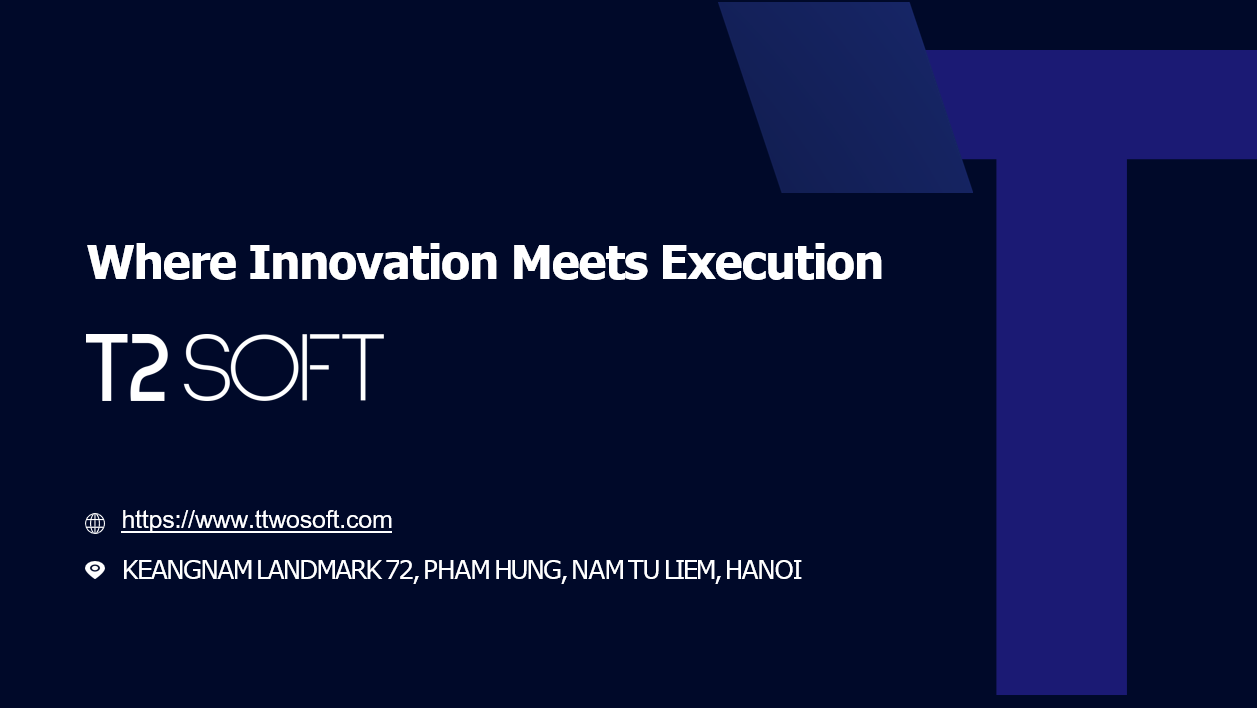 Where Innovation Meets Execution
T2 SOFT
https://www.ttwosoft.com
KEANGNAM LANDMARK 72, PHAM HUNG, NAM TU LIEM, HANOI